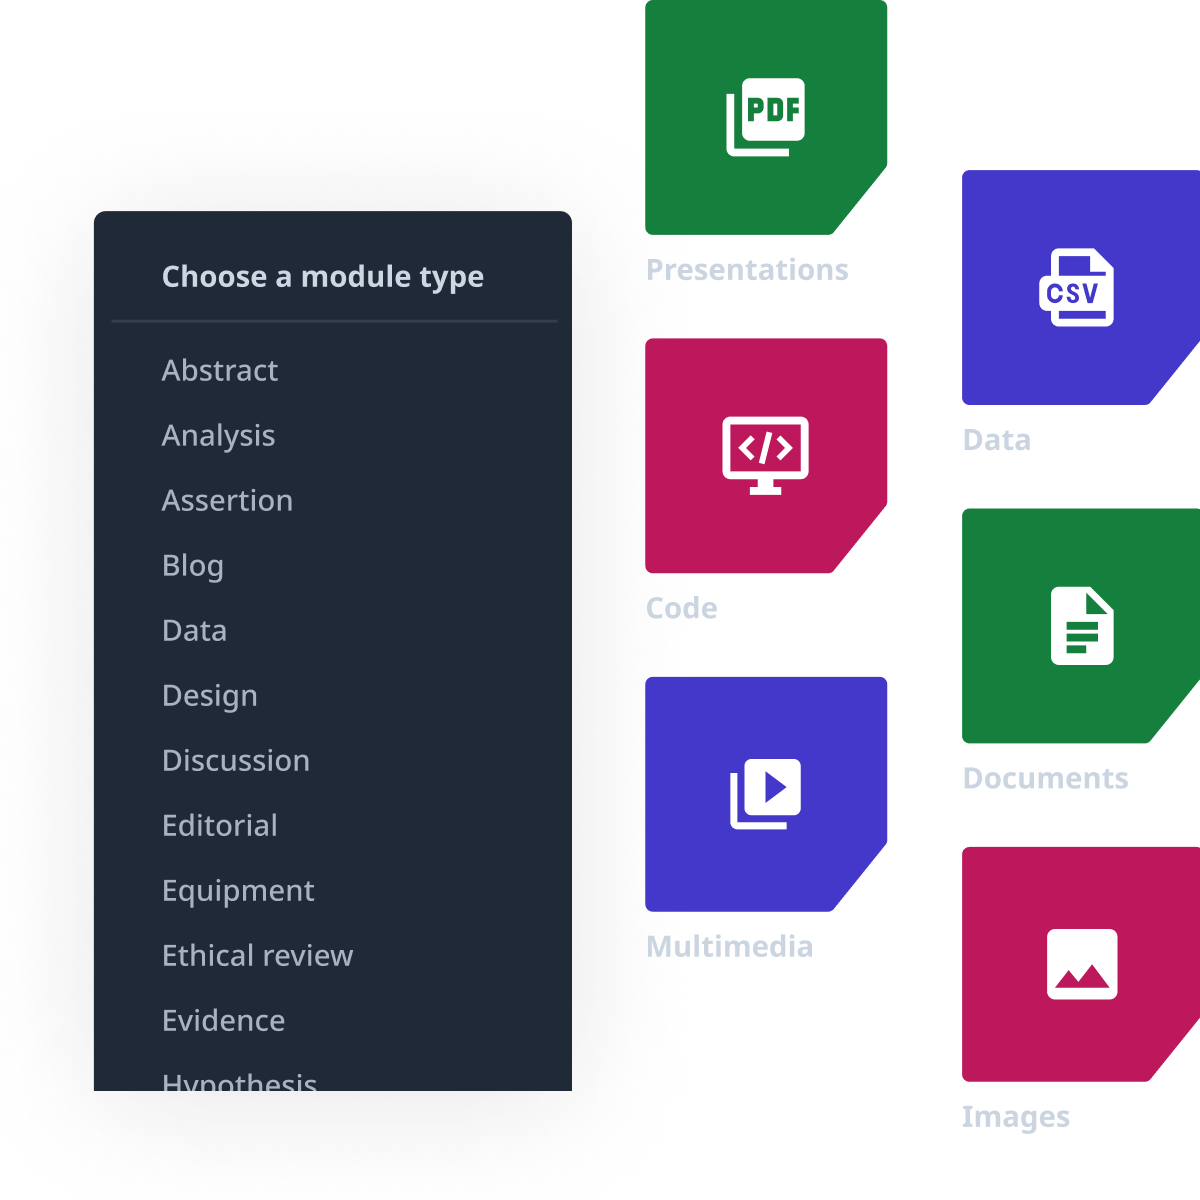 Choose a module type
Abstract
Analysis
Assertion
Blog
Data
Design
Discussion
Editorial
Equipment
Ethical review
Evidence
Hypothesis
PDF
Presentations
</>
Code
Multimedia
CSV
Data
Documents
Images